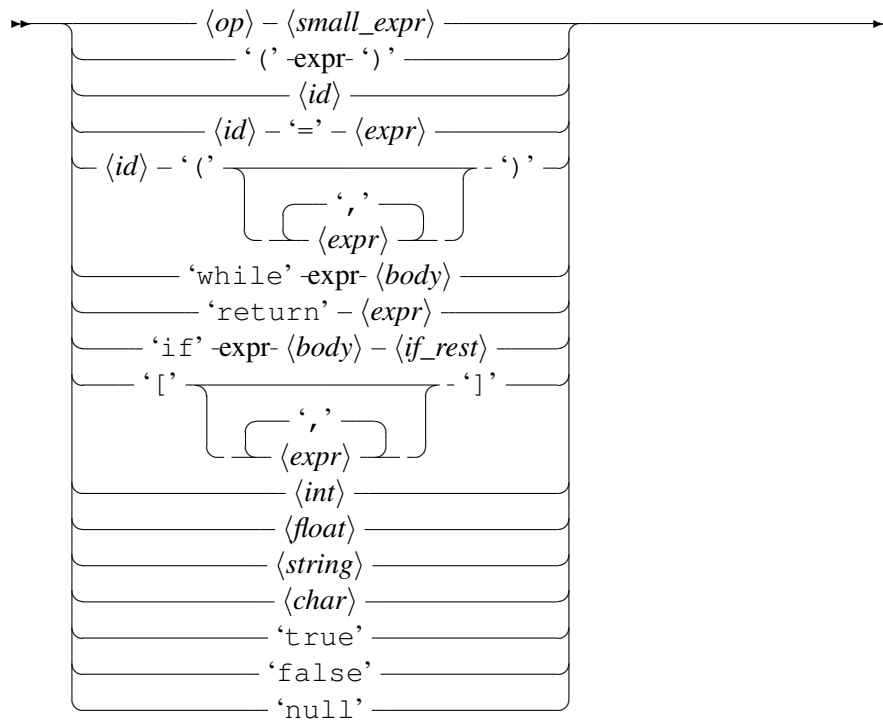 ⟨op⟩ ⟨small_expr⟩
‘(’ expr ‘)’
⟨id⟩
⟨id⟩ ‘=’ ⟨expr⟩
⟨id⟩ ‘(’ ‘)’
‘,’
⟨expr⟩
‘while’ expr ⟨body⟩
‘return’ ⟨expr⟩
‘if’ expr ⟨body⟩ ⟨if_rest⟩
‘[’ ‘]’
‘,’
⟨expr⟩
⟨int⟩
⟨float⟩
⟨string⟩
⟨char⟩
‘true’
‘false’
‘null’